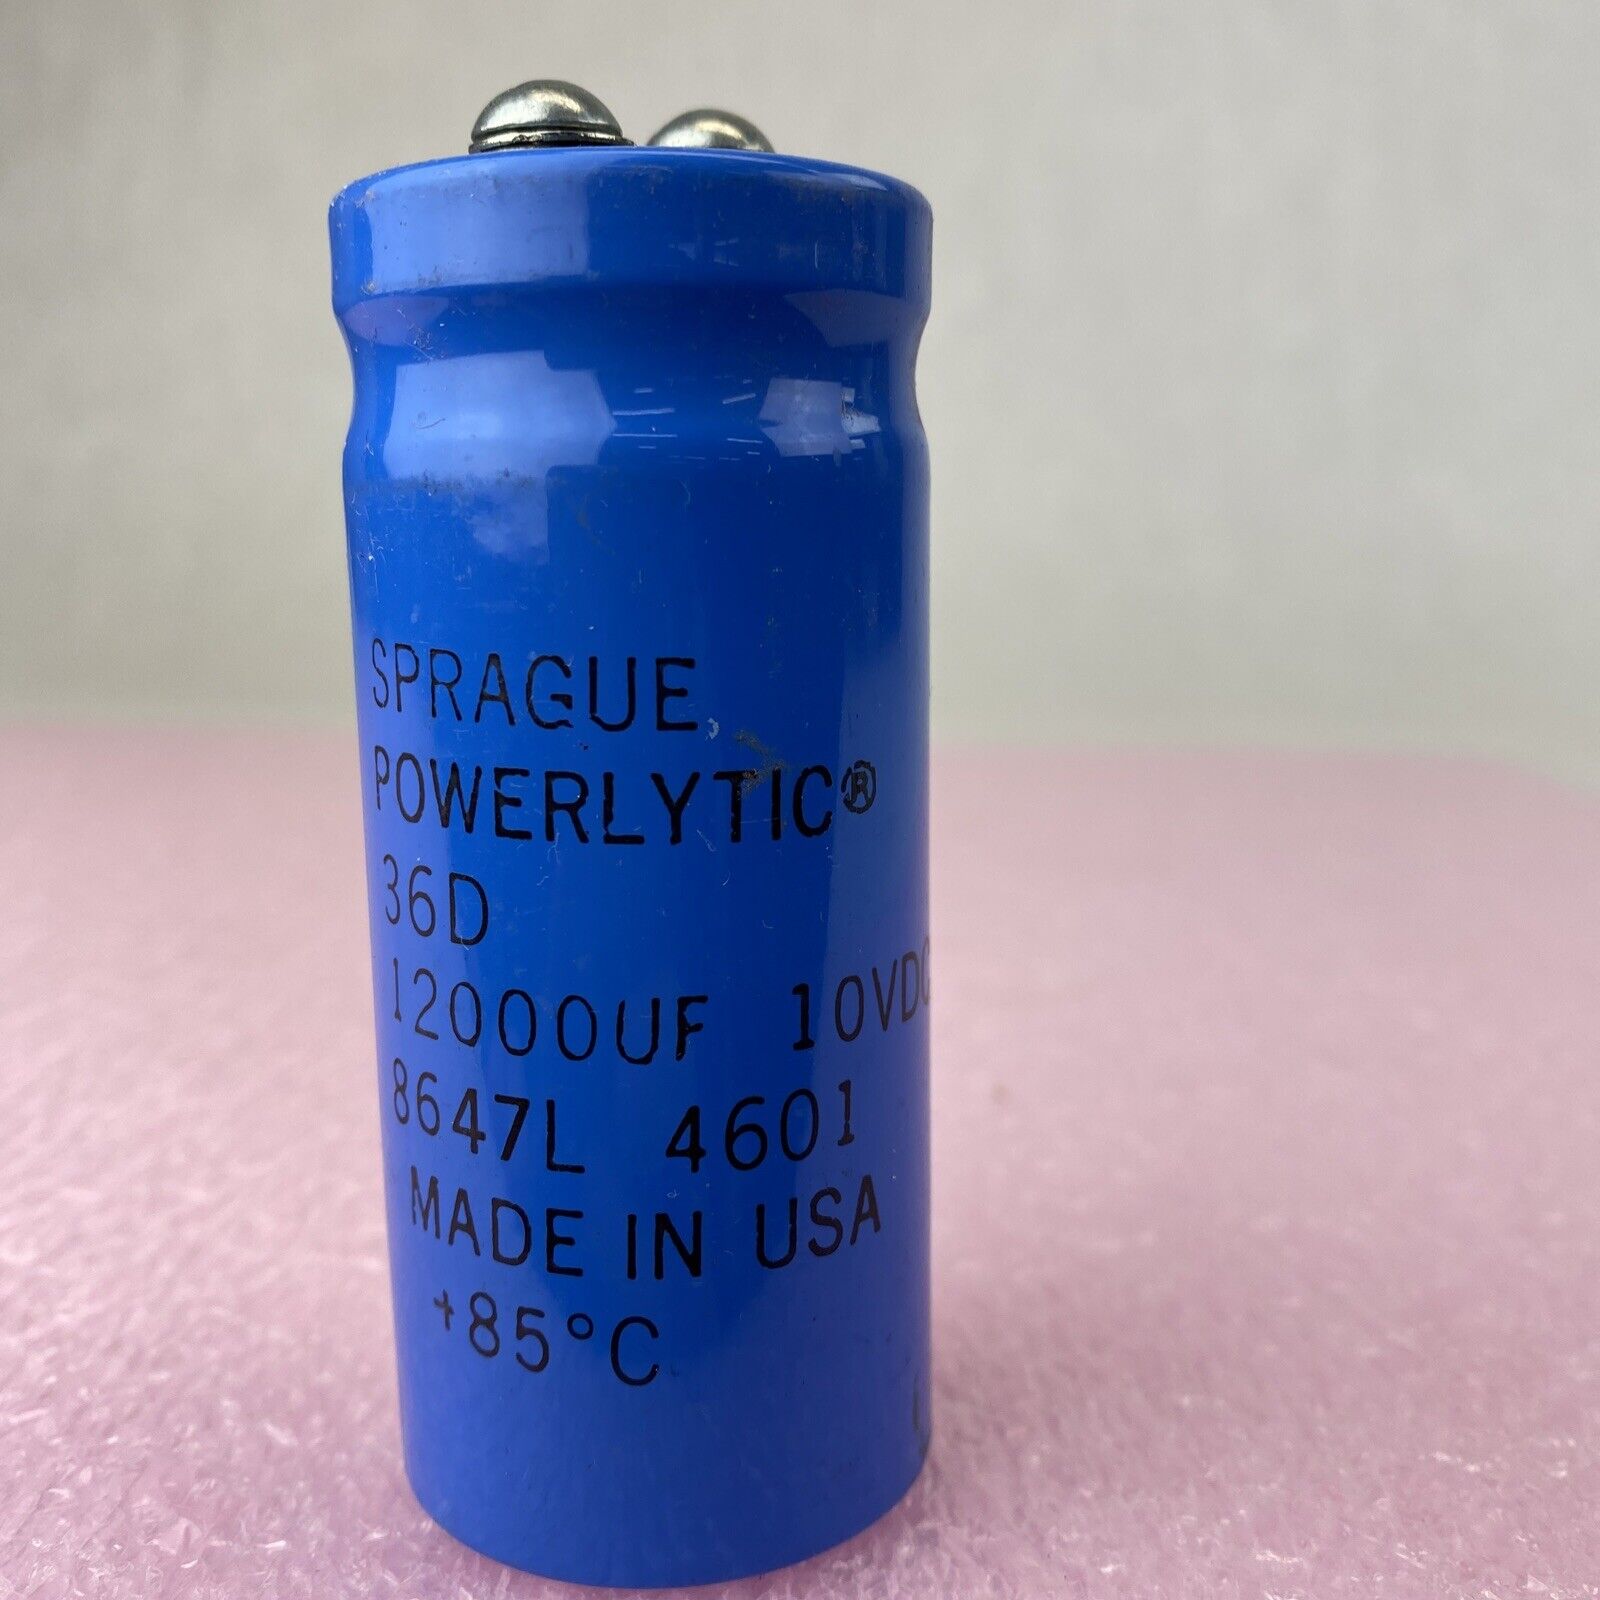 SPRAGUE
POWERLYTIC®
36D
12000UF 10VDC
8647L 4601
MADE IN USA
+85°C